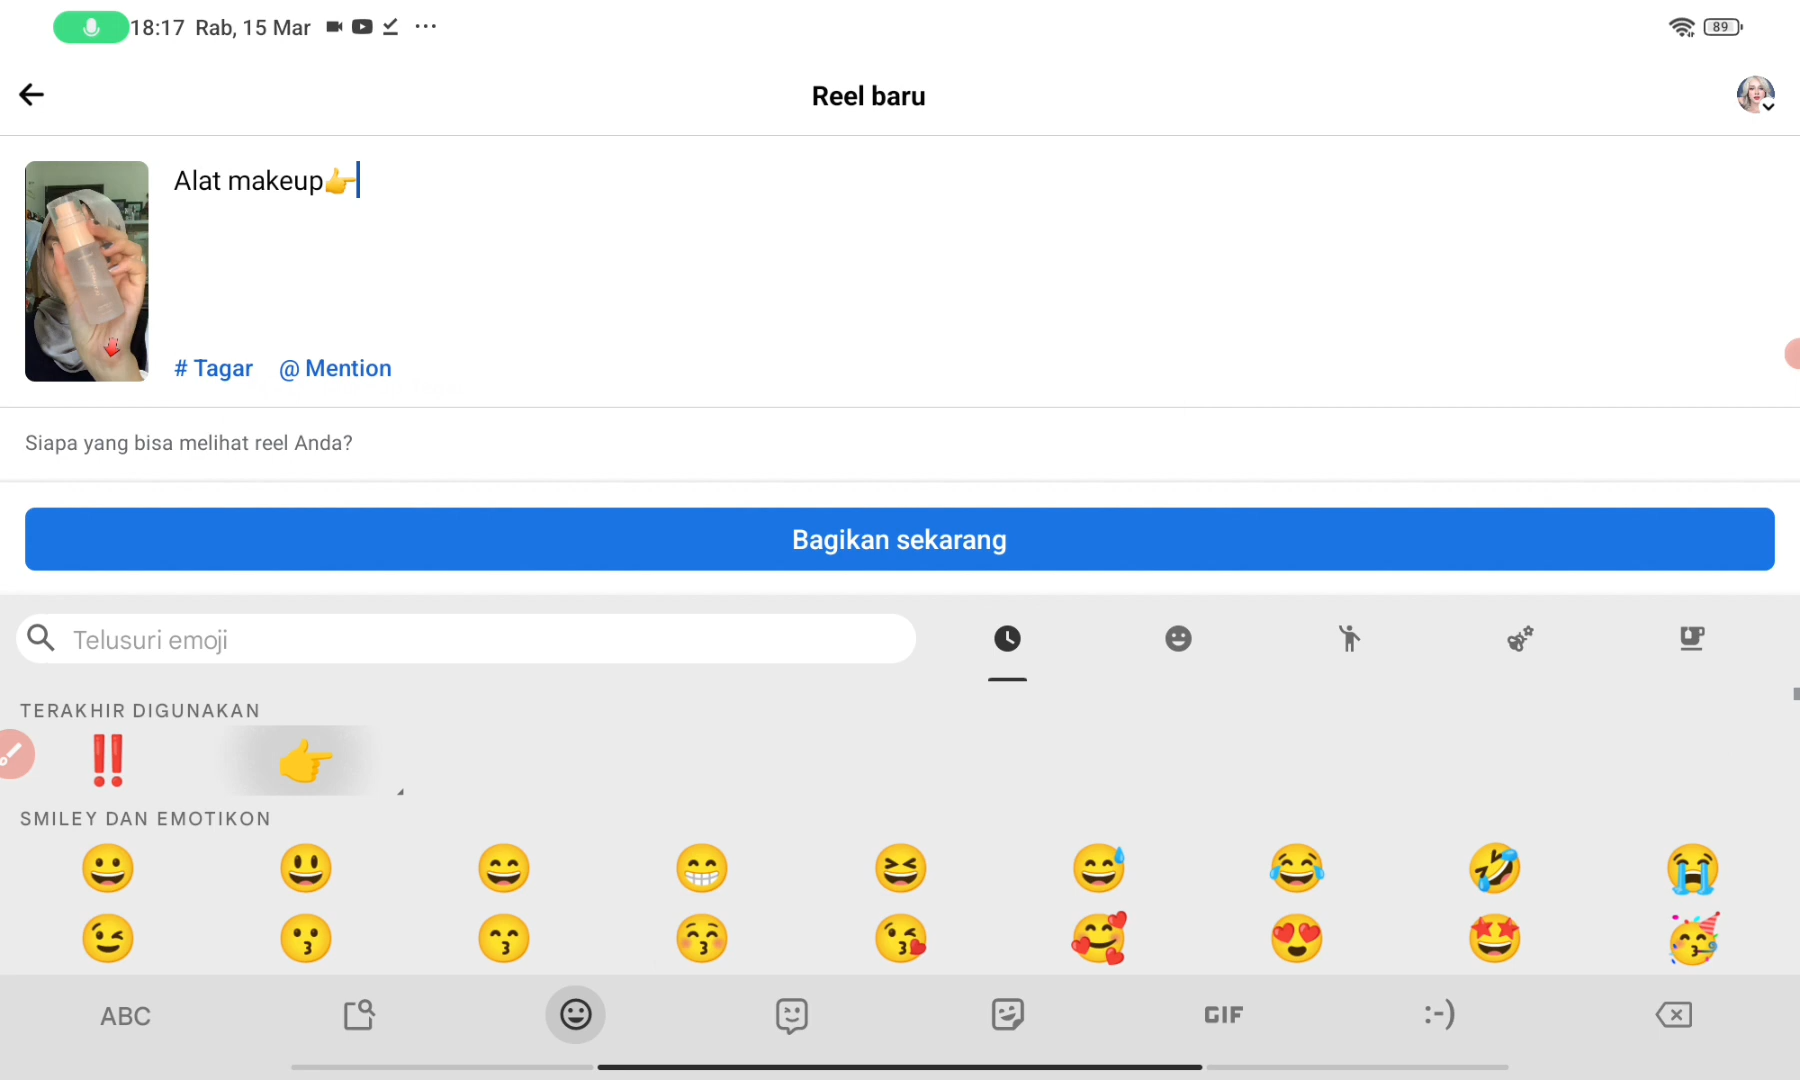 18:17 Rab, 15 Mar
89
Reel baru
Alat makeup👉
# Tagar @ Mention
Siapa yang bisa melihat reel Anda?
Bagikan sekarang
Telusuri emoji
TERAKHIR DIGUNAKAN
SMILEY DAN EMOTIKON
ABC GIF :-)